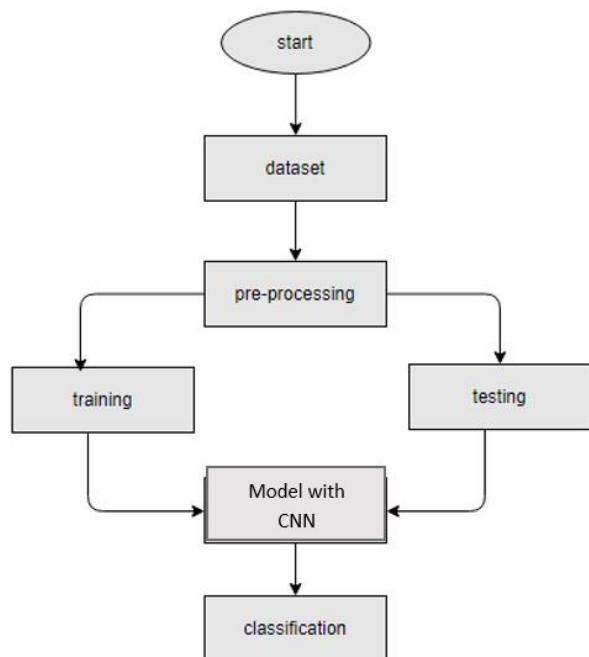 start
dataset
pre-processing
training
testing
Model with
CNN
classification